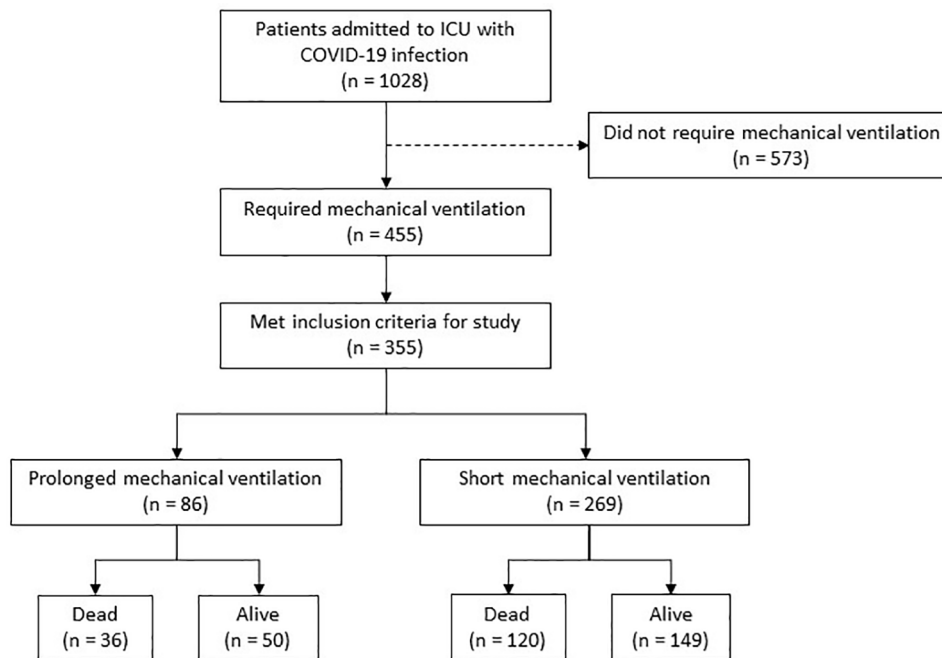 Patients admitted to ICU with
COVID-19 infection
(n = 1028)
Did not require mechanical ventilation
(n = 573)
Required mechanical ventilation
(n = 455)
Met inclusion criteria for study
(n = 355)
Prolonged mechanical ventilation
(n = 86)
Short mechanical ventilation
(n = 269)
Dead
(n = 36)
Alive
(n = 50)
Dead
(n = 120)
Alive
(n = 149)